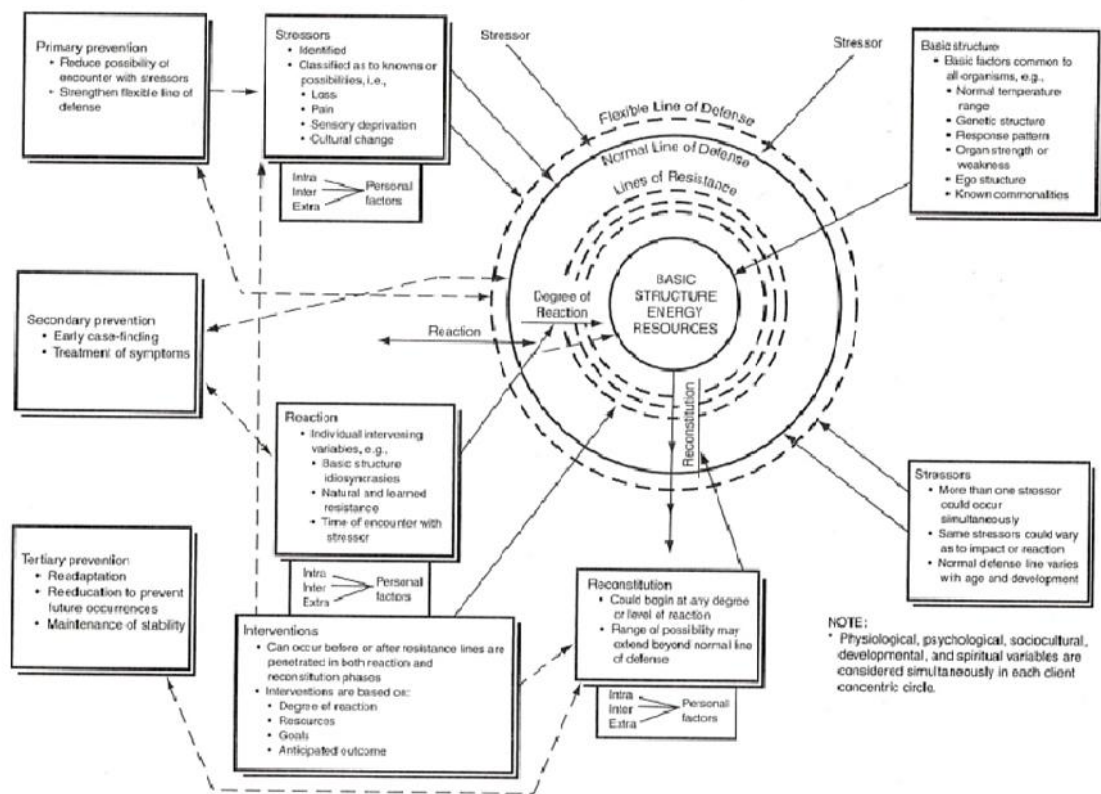 Primary prevention
• Reduce possibility of
encounter with stressors
• Strengthen flexible line of
defense
Stressors
• Identified
• Classified as to knowns or
possibilities, i.e.,
• Loss
• Pain
• Sensory deprivation
• Cultural change
Intra
Inter
Extra
Personal
factors
Stressor
Stressor
Basic structure
• Basic factors common to
all organisms, e.g.,
• Normal temperature
range
• Genetic structure
• Response pattern
• Organ strength or
weakness
• Ego structure
• Known commonalities
Flexible Line of Defense
Normal Line of Defense
Lines of Resistance
BASIC
STRUCTURE
ENERGY
RESOURCES
Degree of
Reaction
Reaction
Reconstitution
Secondary prevention
• Early case-finding
• Treatment of symptoms
Reaction
• Individual intervening
variables, e.g.,
• Basic structure
idiosyncrasies
• Natural and learned
resistance
• Time of encounter with
stressor
Intra
Inter
Extra
Personal
factors
Stressors
• More than one stressor
could occur
simultaneously
• Same stressors could vary
as to impact or reaction
• Normal defense line varies
with age and development
Tertiary prevention
• Readaptation
• Reeducation to prevent
future occurrences
• Maintenance of stability
Interventions
• Can occur before or after resistance lines are
penetrated in both reaction and
reconstitution phases
• Interventions are based on:
• Degree of reaction
• Resources
• Goals
• Anticipated outcome
Reconstitution
• Could begin at any degree
or level of reaction
• Range of possibility may
extend beyond normal line
of defense
Intra
Inter
Extra
Personal
factors
NOTE:
* Physiological, psychological, sociocultural,
developmental, and spiritual variables are
considered simultaneously in each client
concentric circle.